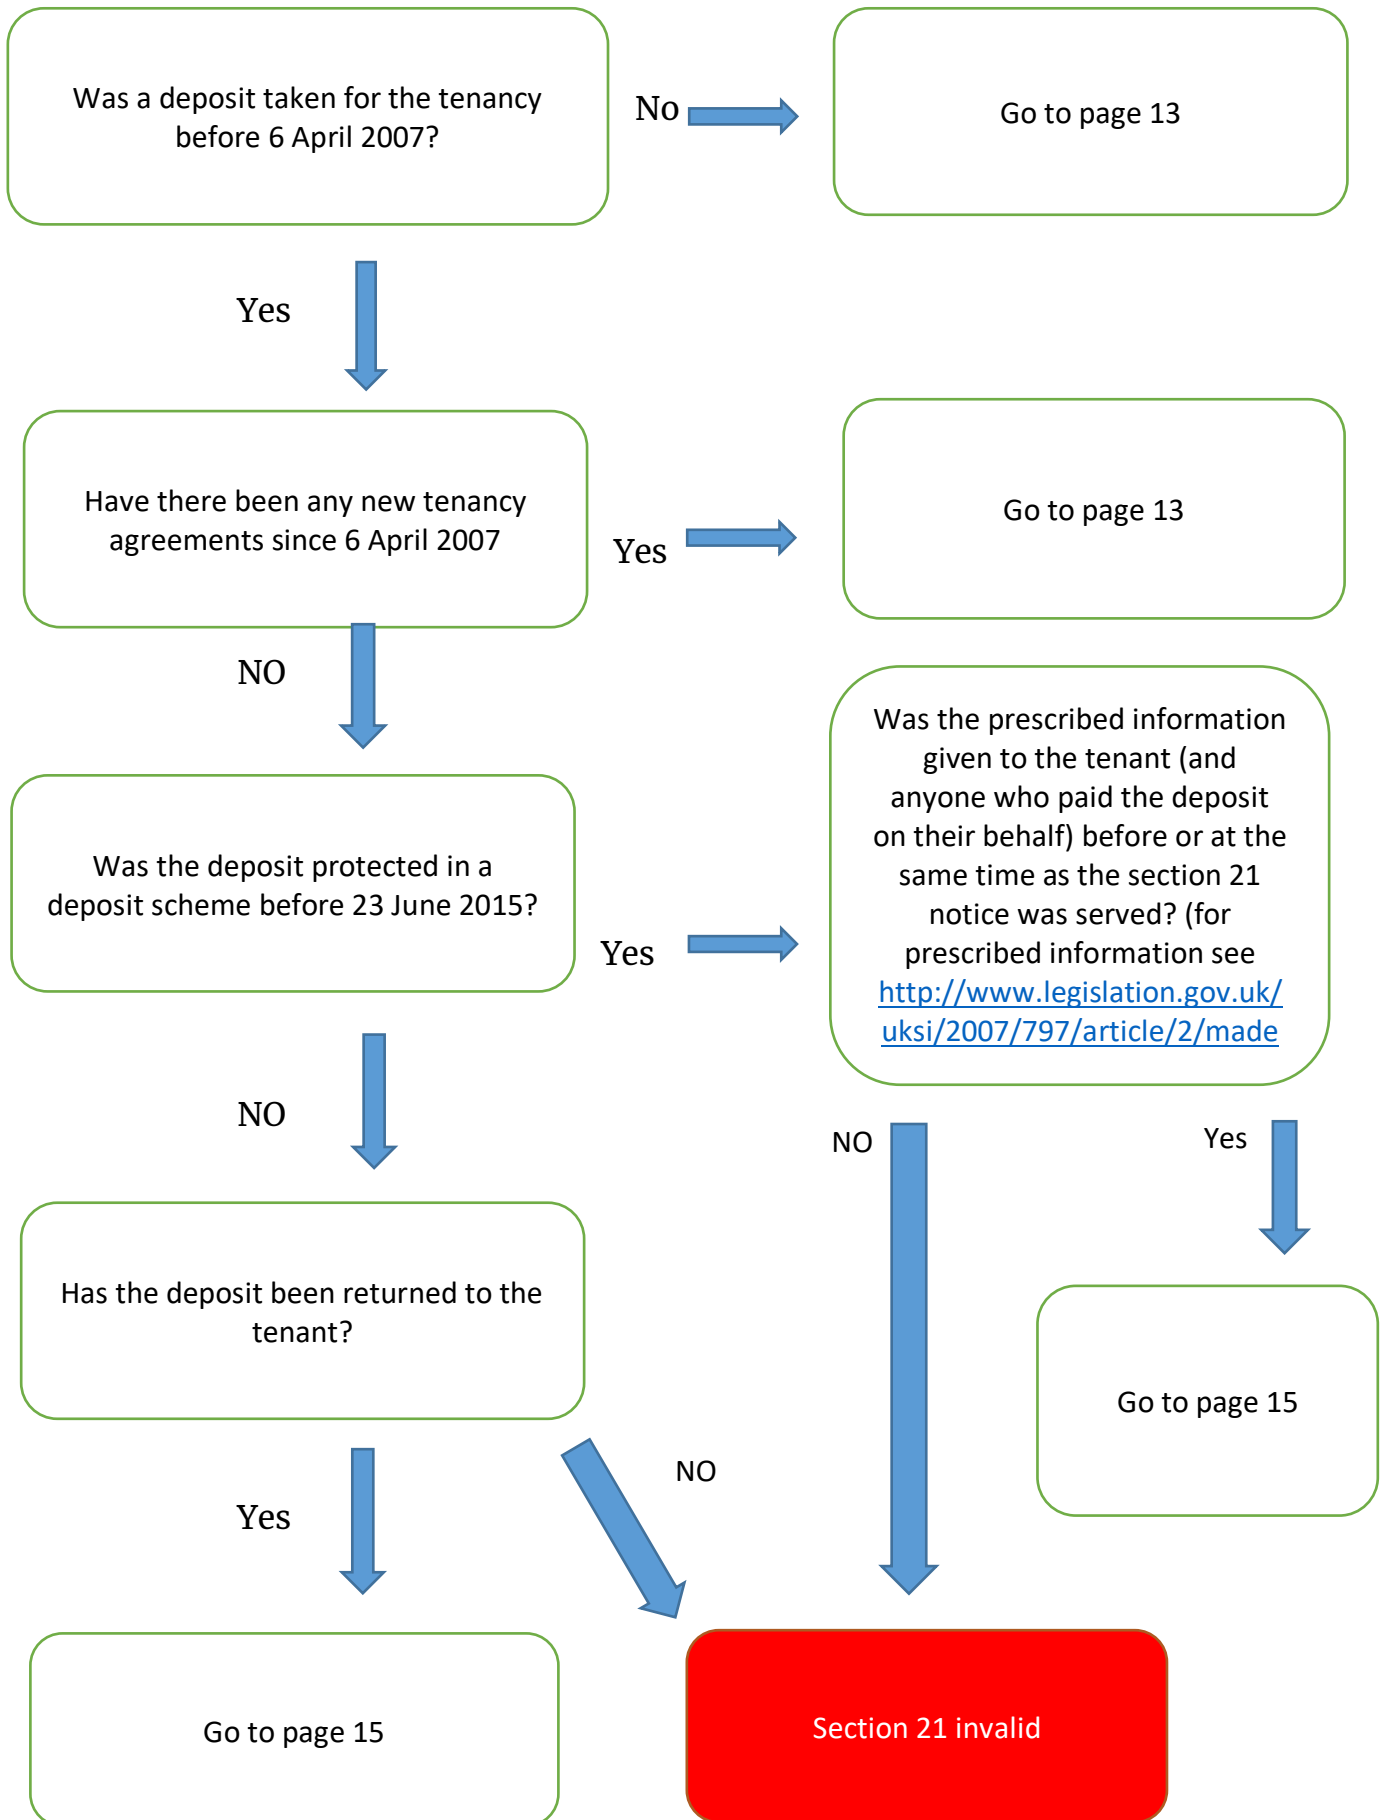 Was a deposit taken for the tenancy
before 6 April 2007?
No
Go to page 13
Yes
Have there been any new tenancy
agreements since 6 April 2007
Yes
Go to page 13
NO
Was the deposit protected in a
deposit scheme before 23 June 2015?
Yes
Was the prescribed information
given to the tenant (and
anyone who paid the deposit
on their behalf) before or at the
same time as the section 21
notice was served? (for
prescribed information see
http://www.legislation.gov.uk/
uksi/2007/797/article/2/made
NO
NO
Yes
Has the deposit been returned to the
tenant?
Go to page 15
Yes
NO
Go to page 15
Section 21 invalid